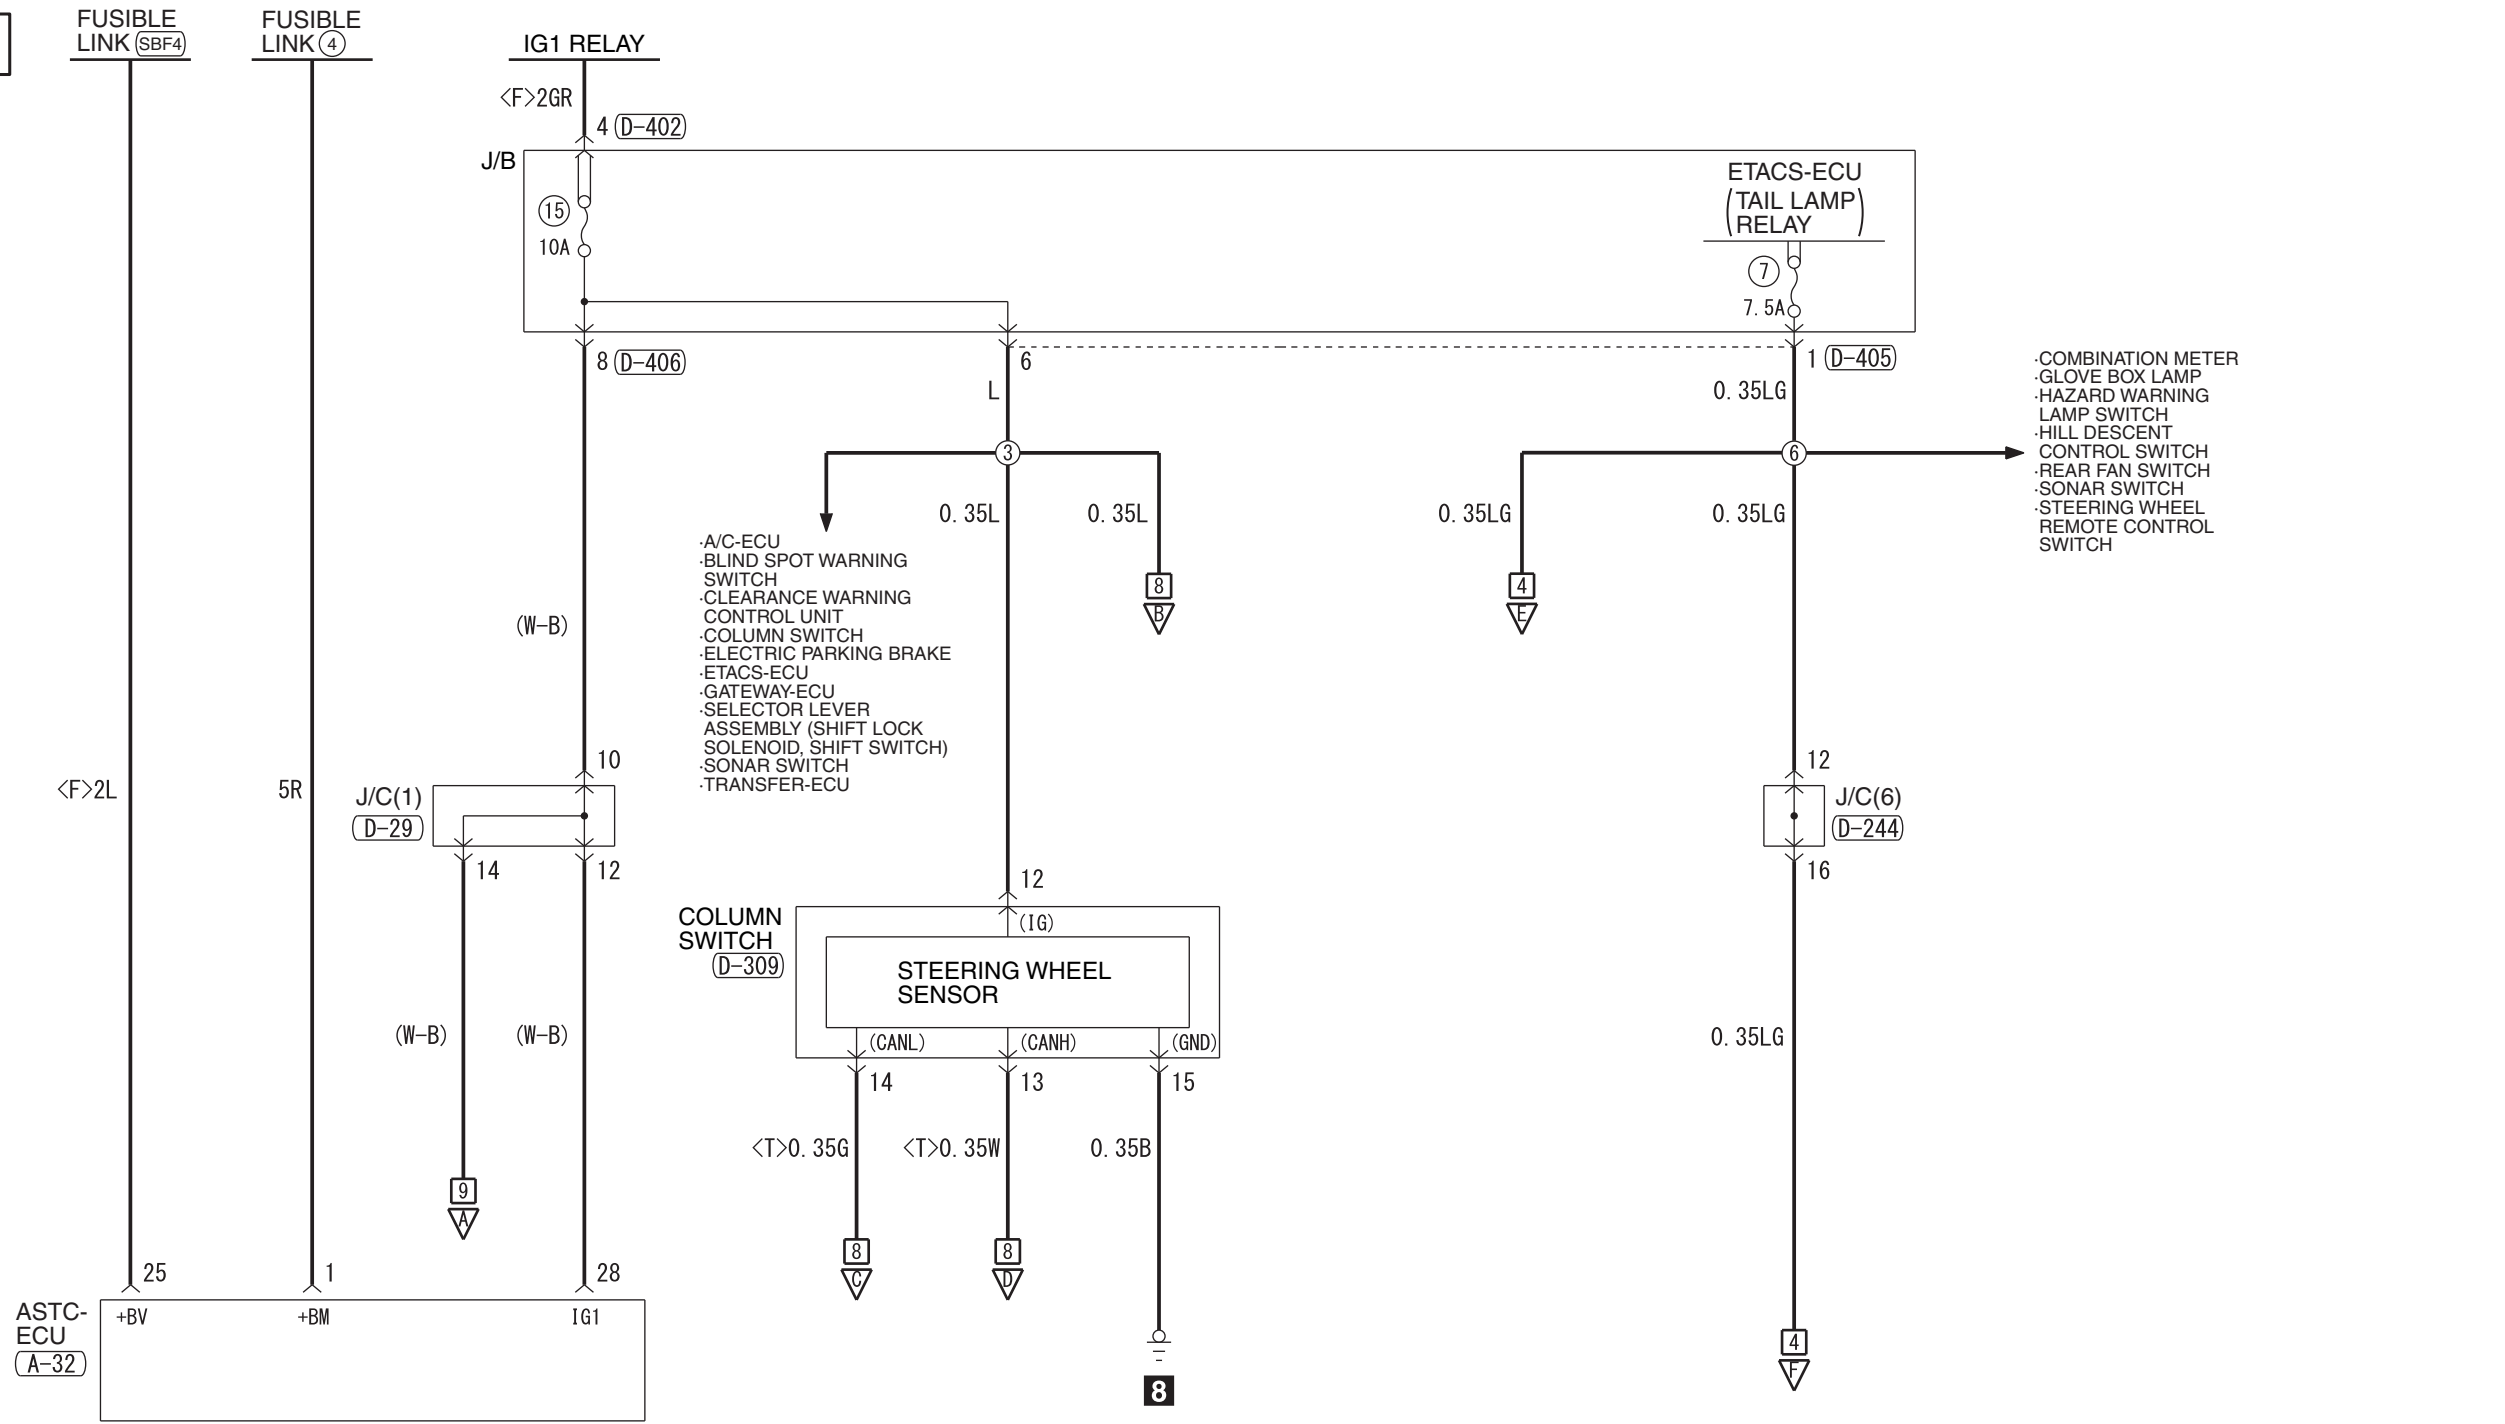 FUSIBLE
LINK SBF4
FUSIBLE
LINK 4
IG1 RELAY
<F>2GR
4 D-402
J/B
15
10A
ETACS-ECU
(TAIL LAMP
RELAY)
7
7.5A
8 D-406
6
1 D-405
L
0.35LG
·COMBINATION METER
·GLOVE BOX LAMP
·HAZARD WARNING
LAMP SWITCH
·HILL DESCENT
CONTROL SWITCH
·REAR FAN SWITCH
·SONAR SWITCH
·STEERING WHEEL
REMOTE CONTROL
SWITCH
3
6
0.35L
0.35L
0.35LG
0.35LG
·A/C-ECU
·BLIND SPOT WARNING
SWITCH
·CLEARANCE WARNING
CONTROL UNIT
·COLUMN SWITCH
·ELECTRIC PARKING BRAKE
·ETACS-ECU
·GATEWAY-ECU
·SELECTOR LEVER
ASSEMBLY (SHIFT LOCK
SOLENOID, SHIFT SWITCH)
·SONAR SWITCH
·TRANSFER-ECU
8
B
4
E
(W-B)
10
12
<F>2L
5R
J/C(1)
D-29
J/C(6)
D-244
14
12
16
12
COLUMN
SWITCH
D-309
(IG)
STEERING WHEEL
SENSOR
(CANL)
(CANH)
(GND)
14
13
15
(W-B)
(W-B)
0.35LG
<T>0.35G
<T>0.35W
0.35B
9
A
8
C
8
D
8
4
F
25
1
28
ASTC-
ECU
A-32
+BV
+BM
IG1